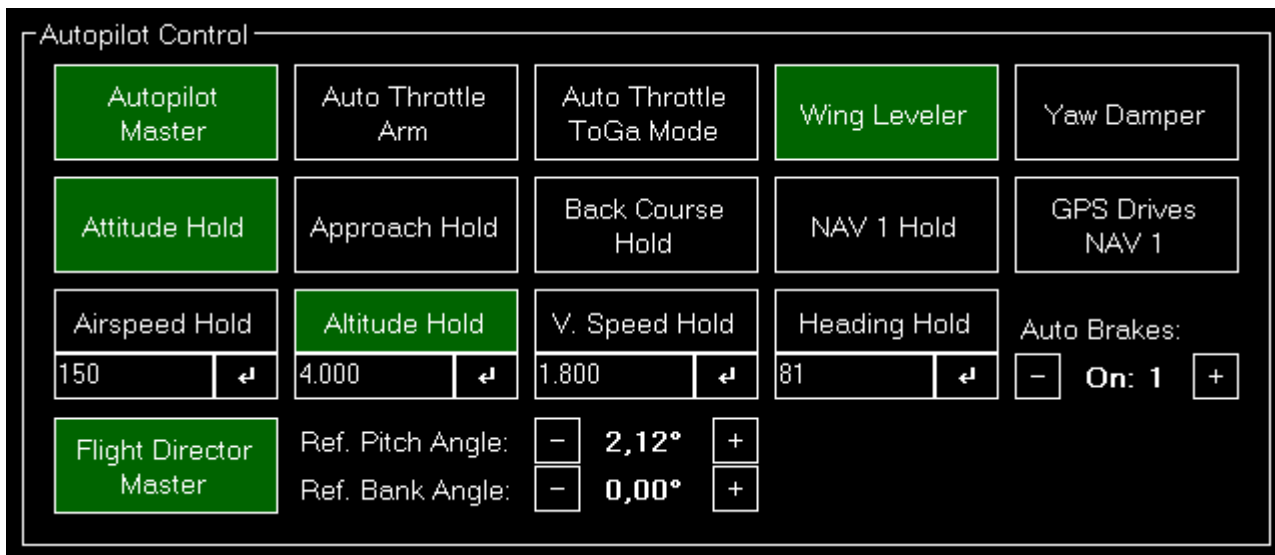 Autopilot Control
Autopilot
Master
Auto Throttle
Arm
Auto Throttle
ToGa Mode
Wing Leveler
Yaw Damper
Attitude Hold
Approach Hold
Back Course
Hold
NAV 1 Hold
GPS Drives
NAV 1
Airspeed Hold
150
Altitude Hold
4.000
V. Speed Hold
1.800
Heading Hold
81
Auto Brakes:
− On: 1 +
Flight Director
Master
Ref. Pitch Angle: − 2,12° +
Ref. Bank Angle: − 0,00° +